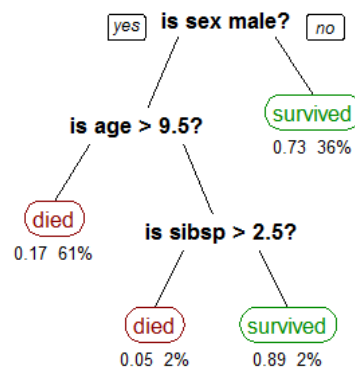 yes is sex male? no
is age > 9.5?
survived
0.73 36%
died
0.17 61%
is sibsp > 2.5?
died survived
0.05 2% 0.89 2%